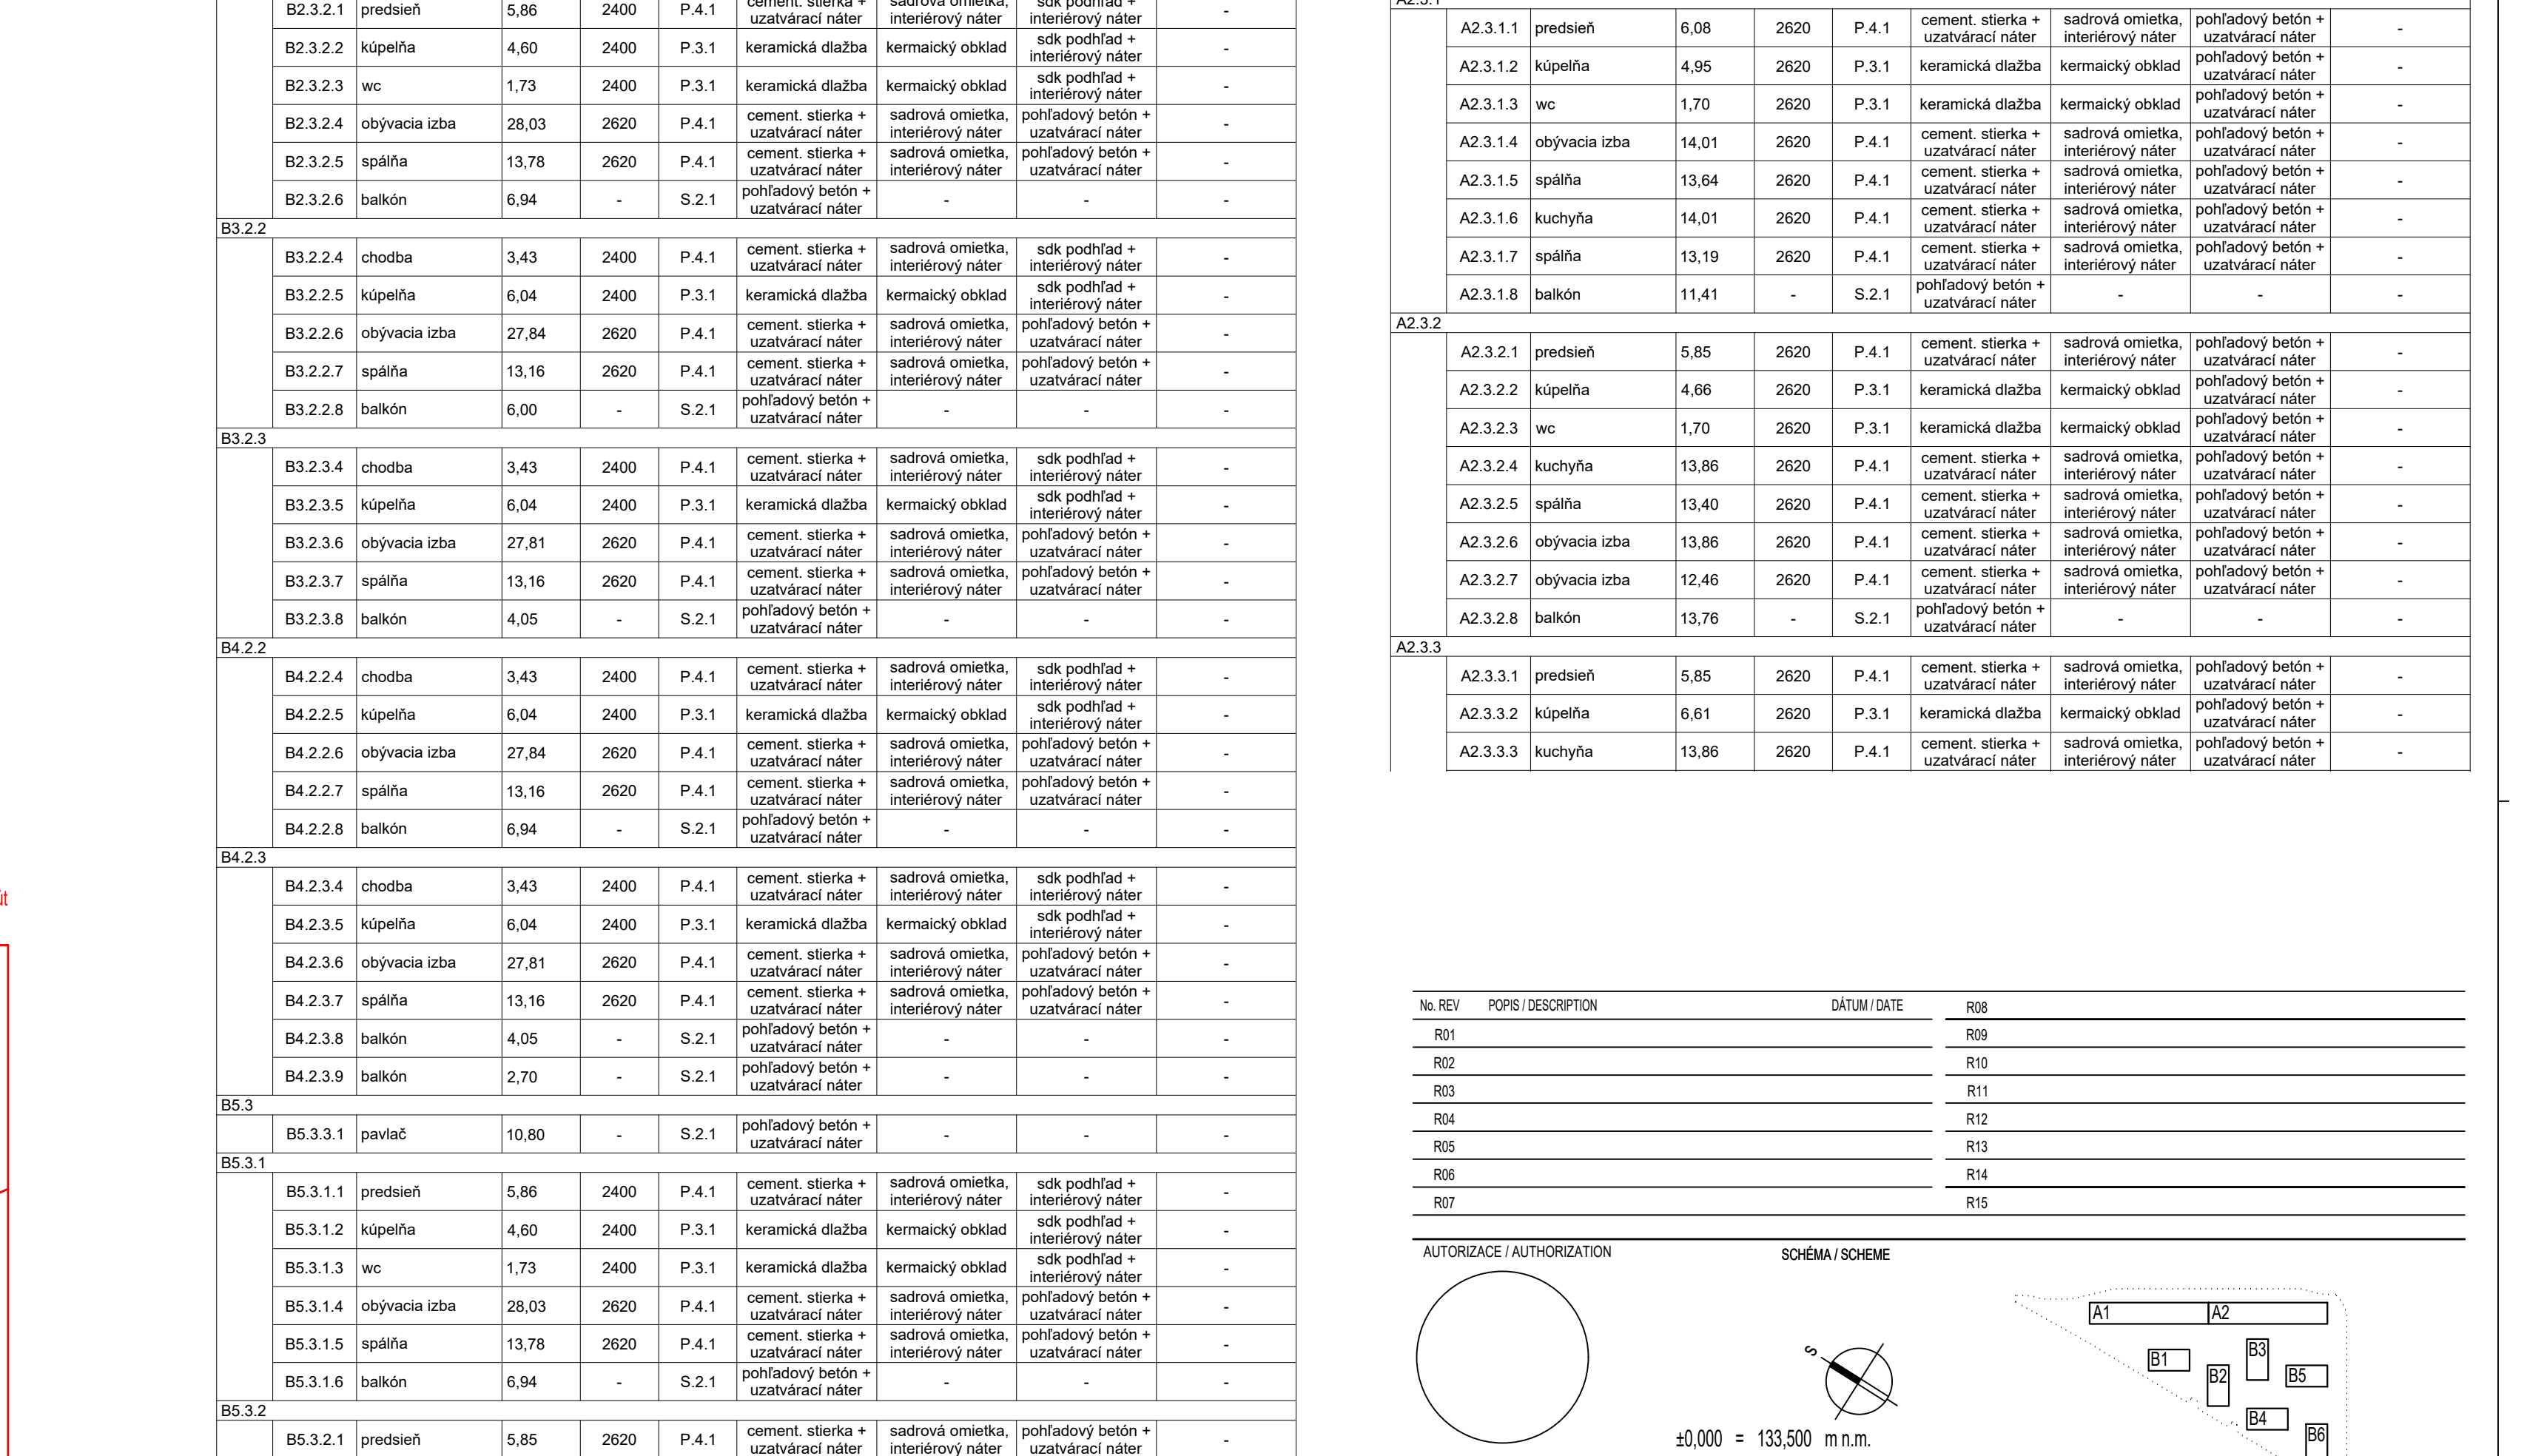 B2.3.2.1 predsieň 5,86 2400 P.4.1 cement. stierka + uzatvárací náter sadrová omietka, interiérový náter sdk podhľad + interiérový náter -
B2.3.2.2 kúpelňa 4,60 2400 P.3.1 keramická dlažba kermaický obklad sdk podhľad + interiérový náter -
B2.3.2.3 wc 1,73 2400 P.3.1 keramická dlažba kermaický obklad sdk podhľad + interiérový náter -
B2.3.2.4 obývacia izba 28,03 2620 P.4.1 cement. stierka + uzatvárací náter sadrová omietka, interiérový náter pohľadový betón + uzatvárací náter -
B2.3.2.5 spálňa 13,78 2620 P.4.1 cement. stierka + uzatvárací náter sadrová omietka, interiérový náter pohľadový betón + uzatvárací náter -
B2.3.2.6 balkón 6,94 - S.2.1 pohľadový betón + uzatvárací náter - - -
B3.2.2
B3.2.2.4 chodba 3,43 2400 P.4.1 cement. stierka + uzatvárací náter sadrová omietka, interiérový náter sdk podhľad + interiérový náter -
B3.2.2.5 kúpelňa 6,04 2400 P.3.1 keramická dlažba kermaický obklad sdk podhľad + interiérový náter -
B3.2.2.6 obývacia izba 27,84 2620 P.4.1 cement. stierka + uzatvárací náter sadrová omietka, interiérový náter pohľadový betón + uzatvárací náter -
B3.2.2.7 spálňa 13,16 2620 P.4.1 cement. stierka + uzatvárací náter sadrová omietka, interiérový náter pohľadový betón + uzatvárací náter -
B3.2.2.8 balkón 6,00 - S.2.1 pohľadový betón + uzatvárací náter - - -
B3.2.3
B3.2.3.4 chodba 3,43 2400 P.4.1 cement. stierka + uzatvárací náter sadrová omietka, interiérový náter sdk podhľad + interiérový náter -
B3.2.3.5 kúpelňa 6,04 2400 P.3.1 keramická dlažba kermaický obklad sdk podhľad + interiérový náter -
B3.2.3.6 obývacia izba 27,81 2620 P.4.1 cement. stierka + uzatvárací náter sadrová omietka, interiérový náter pohľadový betón + uzatvárací náter -
B3.2.3.7 spálňa 13,16 2620 P.4.1 cement. stierka + uzatvárací náter sadrová omietka, interiérový náter pohľadový betón + uzatvárací náter -
B3.2.3.8 balkón 4,05 - S.2.1 pohľadový betón + uzatvárací náter - - -
B4.2.2
B4.2.2.4 chodba 3,43 2400 P.4.1 cement. stierka + uzatvárací náter sadrová omietka, interiérový náter sdk podhľad + interiérový náter -
B4.2.2.5 kúpelňa 6,04 2400 P.3.1 keramická dlažba kermaický obklad sdk podhľad + interiérový náter -
B4.2.2.6 obývacia izba 27,84 2620 P.4.1 cement. stierka + uzatvárací náter sadrová omietka, interiérový náter pohľadový betón + uzatvárací náter -
B4.2.2.7 spálňa 13,16 2620 P.4.1 cement. stierka + uzatvárací náter sadrová omietka, interiérový náter pohľadový betón + uzatvárací náter -
B4.2.2.8 balkón 6,94 - S.2.1 pohľadový betón + uzatvárací náter - - -
B4.2.3
B4.2.3.4 chodba 3,43 2400 P.4.1 cement. stierka + uzatvárací náter sadrová omietka, interiérový náter sdk podhľad + interiérový náter -
B4.2.3.5 kúpelňa 6,04 2400 P.3.1 keramická dlažba kermaický obklad sdk podhľad + interiérový náter -
B4.2.3.6 obývacia izba 27,81 2620 P.4.1 cement. stierka + uzatvárací náter sadrová omietka, interiérový náter pohľadový betón + uzatvárací náter -
B4.2.3.7 spálňa 13,16 2620 P.4.1 cement. stierka + uzatvárací náter sadrová omietka, interiérový náter pohľadový betón + uzatvárací náter -
B4.2.3.8 balkón 4,05 - S.2.1 pohľadový betón + uzatvárací náter - - -
B4.2.3.9 balkón 2,70 - S.2.1 pohľadový betón + uzatvárací náter - - -
B5.3
B5.3.3.1 pavlač 10,80 - S.2.1 pohľadový betón + uzatvárací náter - - -
B5.3.1
B5.3.1.1 predsieň 5,86 2400 P.4.1 cement. stierka + uzatvárací náter sadrová omietka, interiérový náter sdk podhľad + interiérový náter -
B5.3.1.2 kúpelňa 4,60 2400 P.3.1 keramická dlažba kermaický obklad sdk podhľad + interiérový náter -
B5.3.1.3 wc 1,73 2400 P.3.1 keramická dlažba kermaický obklad sdk podhľad + interiérový náter -
B5.3.1.4 obývacia izba 28,03 2620 P.4.1 cement. stierka + uzatvárací náter sadrová omietka, interiérový náter pohľadový betón + uzatvárací náter -
B5.3.1.5 spálňa 13,78 2620 P.4.1 cement. stierka + uzatvárací náter sadrová omietka, interiérový náter pohľadový betón + uzatvárací náter -
B5.3.1.6 balkón 6,94 - S.2.1 pohľadový betón + uzatvárací náter - - -
B5.3.2
B5.3.2.1 predsieň 5,85 2620 P.4.1 cement. stierka + uzatvárací náter sadrová omietka, interiérový náter pohľadový betón + uzatvárací náter -
A2.3.1
A2.3.1.1 predsieň 6,08 2620 P.4.1 cement. stierka + uzatvárací náter sadrová omietka, interiérový náter pohľadový betón + uzatvárací náter -
A2.3.1.2 kúpelňa 4,95 2620 P.3.1 keramická dlažba kermaický obklad pohľadový betón + uzatvárací náter -
A2.3.1.3 wc 1,70 2620 P.3.1 keramická dlažba kermaický obklad pohľadový betón + uzatvárací náter -
A2.3.1.4 obývacia izba 14,01 2620 P.4.1 cement. stierka + uzatvárací náter sadrová omietka, interiérový náter pohľadový betón + uzatvárací náter -
A2.3.1.5 spálňa 13,64 2620 P.4.1 cement. stierka + uzatvárací náter sadrová omietka, interiérový náter pohľadový betón + uzatvárací náter -
A2.3.1.6 kuchyňa 14,01 2620 P.4.1 cement. stierka + uzatvárací náter sadrová omietka, interiérový náter pohľadový betón + uzatvárací náter -
A2.3.1.7 spálňa 13,19 2620 P.4.1 cement. stierka + uzatvárací náter sadrová omietka, interiérový náter pohľadový betón + uzatvárací náter -
A2.3.1.8 balkón 11,41 - S.2.1 pohľadový betón + uzatvárací náter - - -
A2.3.2
A2.3.2.1 predsieň 5,85 2620 P.4.1 cement. stierka + uzatvárací náter sadrová omietka, interiérový náter pohľadový betón + uzatvárací náter -
A2.3.2.2 kúpelňa 4,66 2620 P.3.1 keramická dlažba kermaický obklad pohľadový betón + uzatvárací náter -
A2.3.2.3 wc 1,70 2620 P.3.1 keramická dlažba kermaický obklad pohľadový betón + uzatvárací náter -
A2.3.2.4 kuchyňa 13,86 2620 P.4.1 cement. stierka + uzatvárací náter sadrová omietka, interiérový náter pohľadový betón + uzatvárací náter -
A2.3.2.5 spálňa 13,40 2620 P.4.1 cement. stierka + uzatvárací náter sadrová omietka, interiérový náter pohľadový betón + uzatvárací náter -
A2.3.2.6 obývacia izba 13,86 2620 P.4.1 cement. stierka + uzatvárací náter sadrová omietka, interiérový náter pohľadový betón + uzatvárací náter -
A2.3.2.7 obývacia izba 12,46 2620 P.4.1 cement. stierka + uzatvárací náter sadrová omietka, interiérový náter pohľadový betón + uzatvárací náter -
A2.3.2.8 balkón 13,76 - S.2.1 pohľadový betón + uzatvárací náter - - -
A2.3.3
A2.3.3.1 predsieň 5,85 2620 P.4.1 cement. stierka + uzatvárací náter sadrová omietka, interiérový náter pohľadový betón + uzatvárací náter -
A2.3.3.2 kúpelňa 6,61 2620 P.3.1 keramická dlažba kermaický obklad pohľadový betón + uzatvárací náter -
A2.3.3.3 kuchyňa 13,86 2620 P.4.1 cement. stierka + uzatvárací náter sadrová omietka, interiérový náter pohľadový betón + uzatvárací náter -
No. REV POPIS / DESCRIPTION DÁTUM / DATE R08
R01 R09
R02 R10
R03 R11
R04 R12
R05 R13
R06 R14
R07 R15
AUTORIZACE / AUTHORIZATION SCHÉMA / SCHEME
A1 A2
S
B1 B3
B2 B5
B4
B6
±0,000 = 133,500 m n.m.